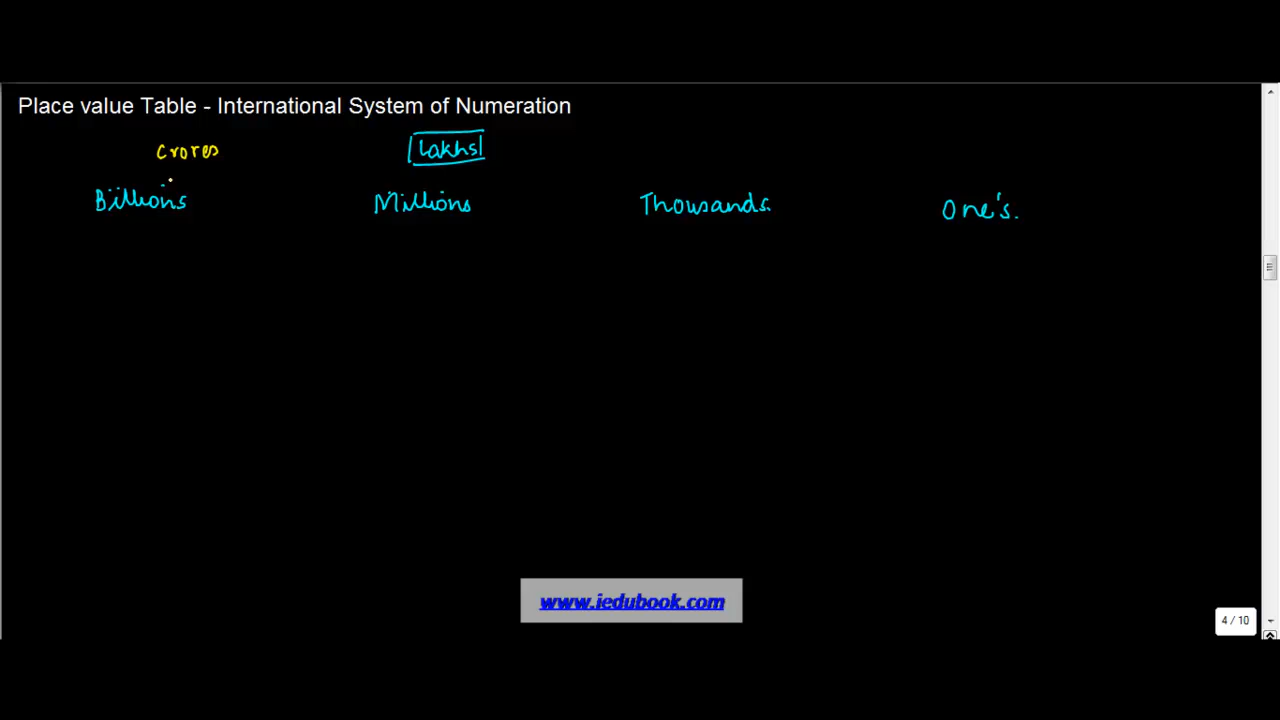 Place value Table - International System of Numeration
Crores Lakhs
Billions Millions Thousands. One's.
www.iedubook.com
4 / 10